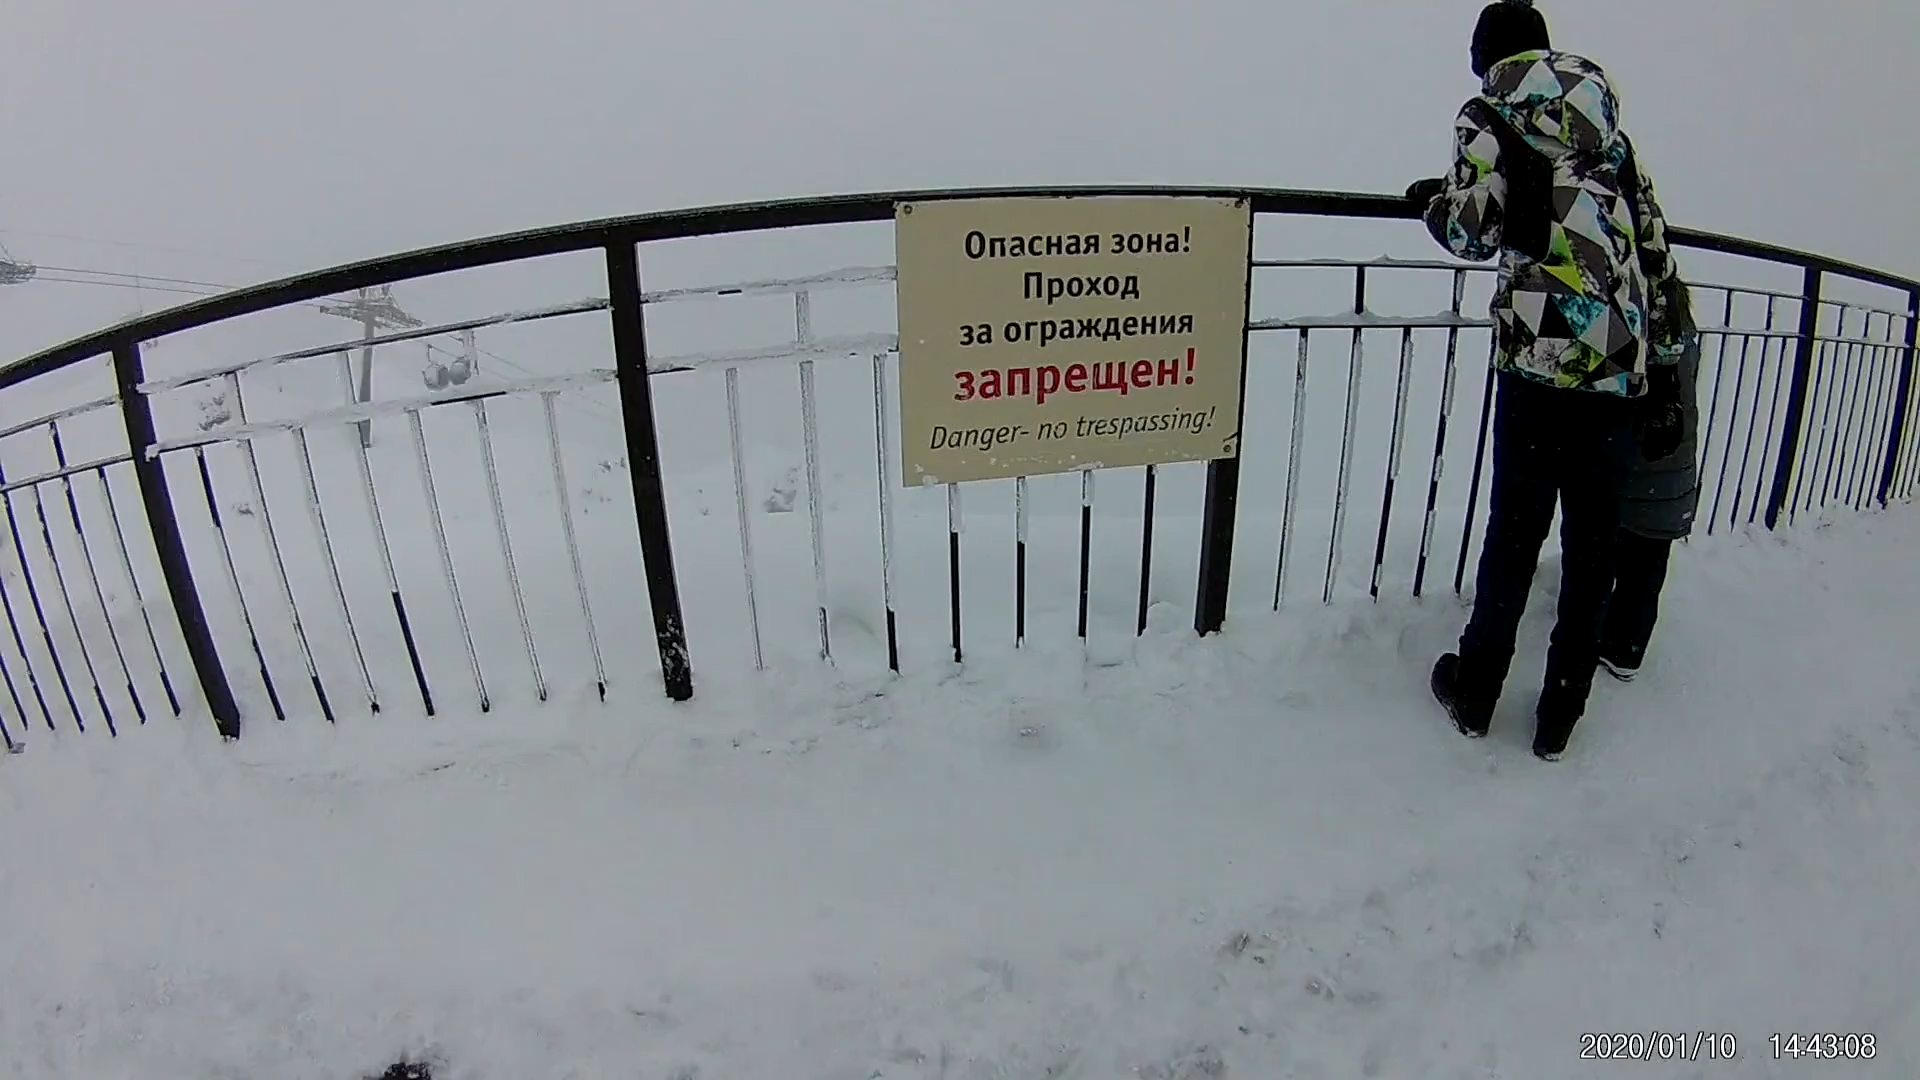 Опасная зона!
Проход
за ограждения
запрещен!
Danger- no trespassing!
2020/01/10 14:43:08